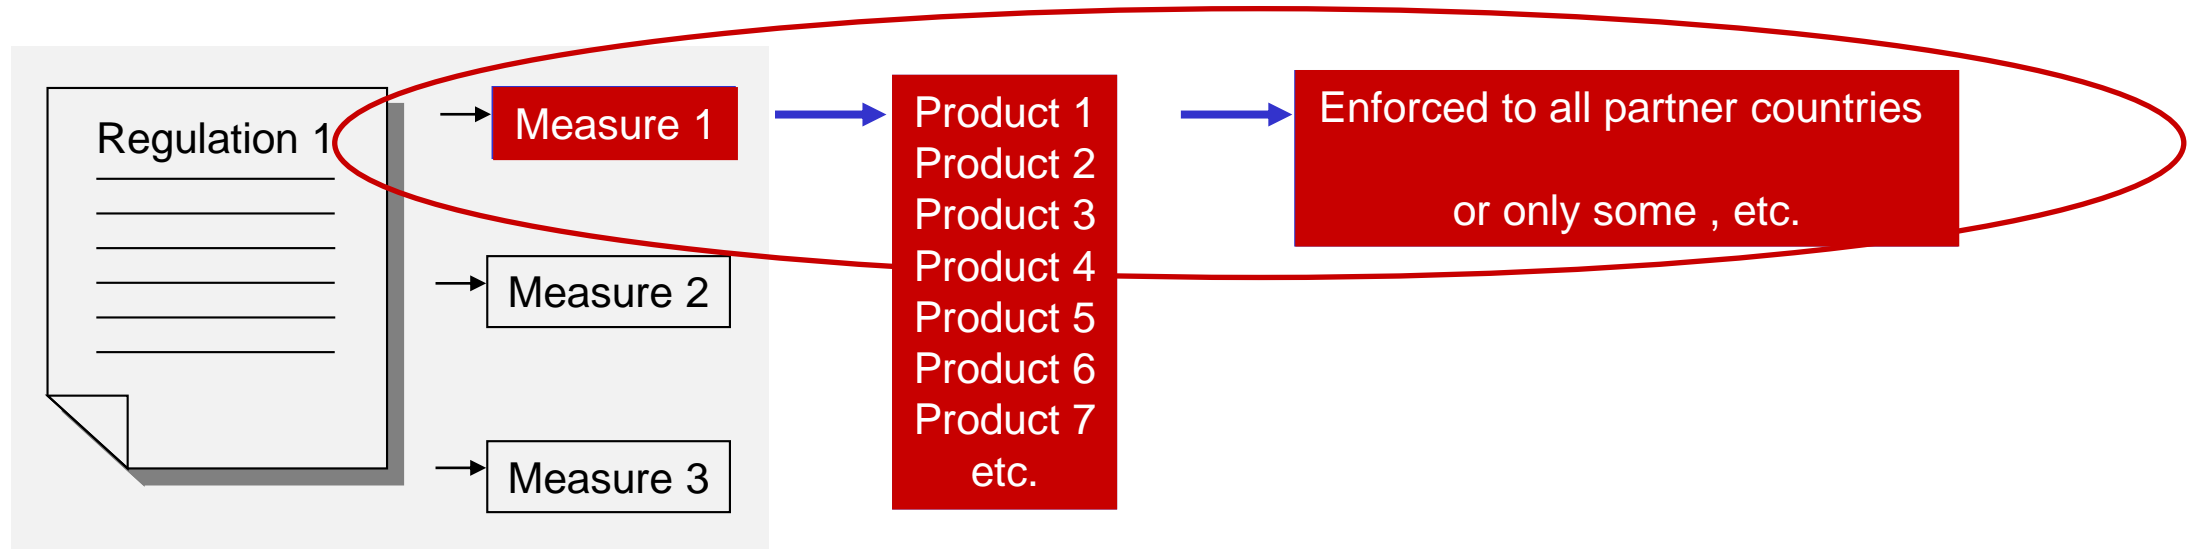 Regulation 1
Measure 1
Measure 2
Measure 3
Product 1
Product 2
Product 3
Product 4
Product 5
Product 6
Product 7
etc.
Enforced to all partner countries
or only some , etc.